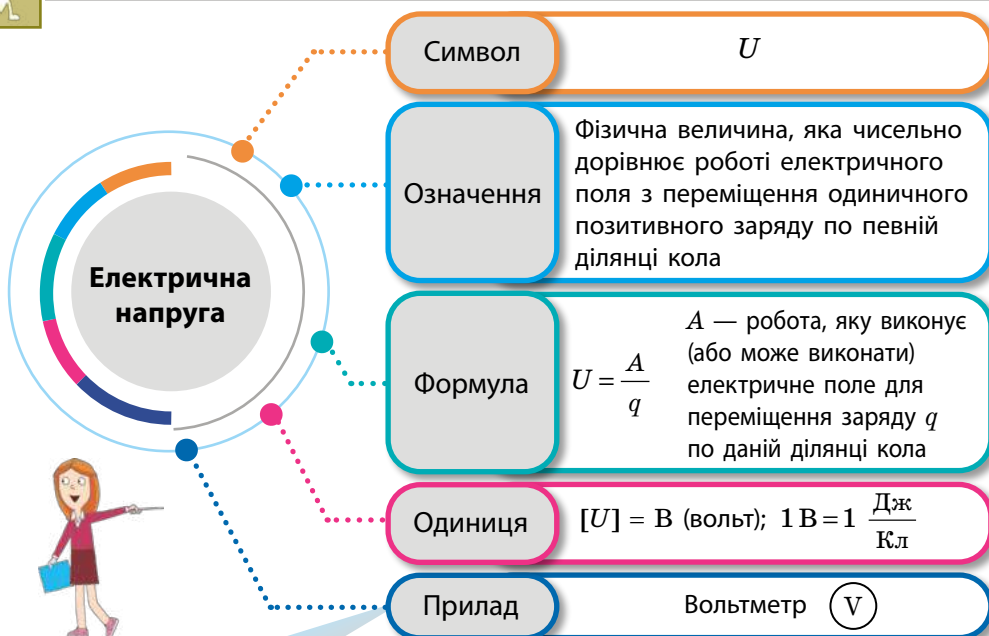 Електрична
напруга
Символ
U
Означення
Фізична величина, яка чисельно
дорівнює роботі електричного
поля з переміщення одиничного
позитивного заряду по певній
ділянці кола
Формула
U = A/q
A — робота, яку виконує
(або може виконати)
електричне поле для
переміщення заряду q
по даній ділянці кола
Одиниця
[U] = В (вольт); 1 В = 1 Дж/Кл
Прилад
Вольтметр V